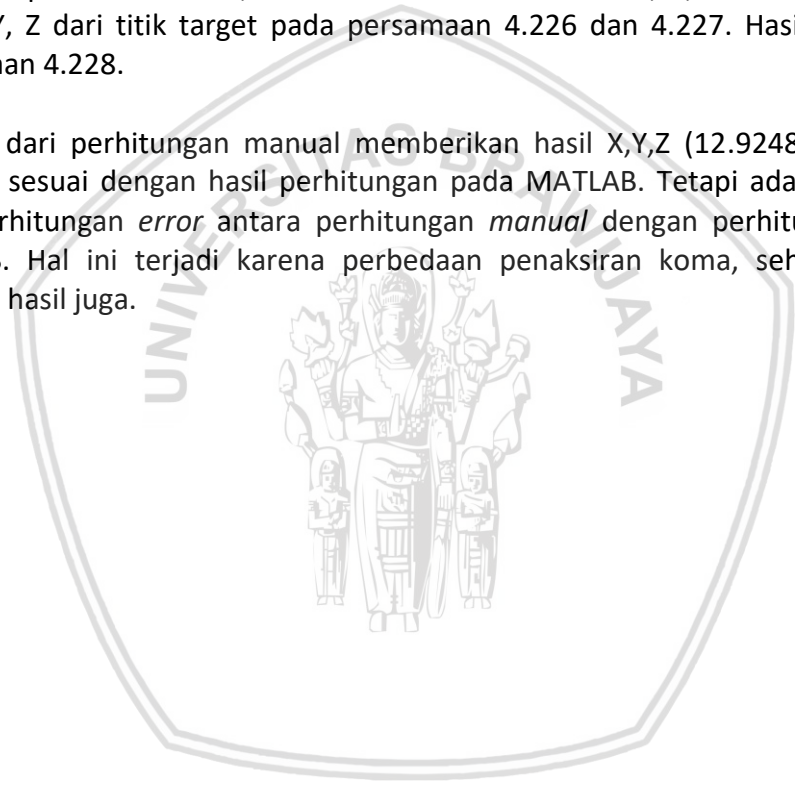 Y, Z dari titik target pada persamaan 4.226 dan 4.227. Hasi
an 4.228.
dari perhitungan manual memberikan hasil X,Y,Z (12.9248
sesuai dengan hasil perhitungan pada MATLAB. Tetapi ada
rhitungan error antara perhitungan manual dengan perhitu
. Hal ini terjadi karena perbedaan penaksiran koma, seh
hasil juga.
UNIVERSITAS BRAWIJAYA